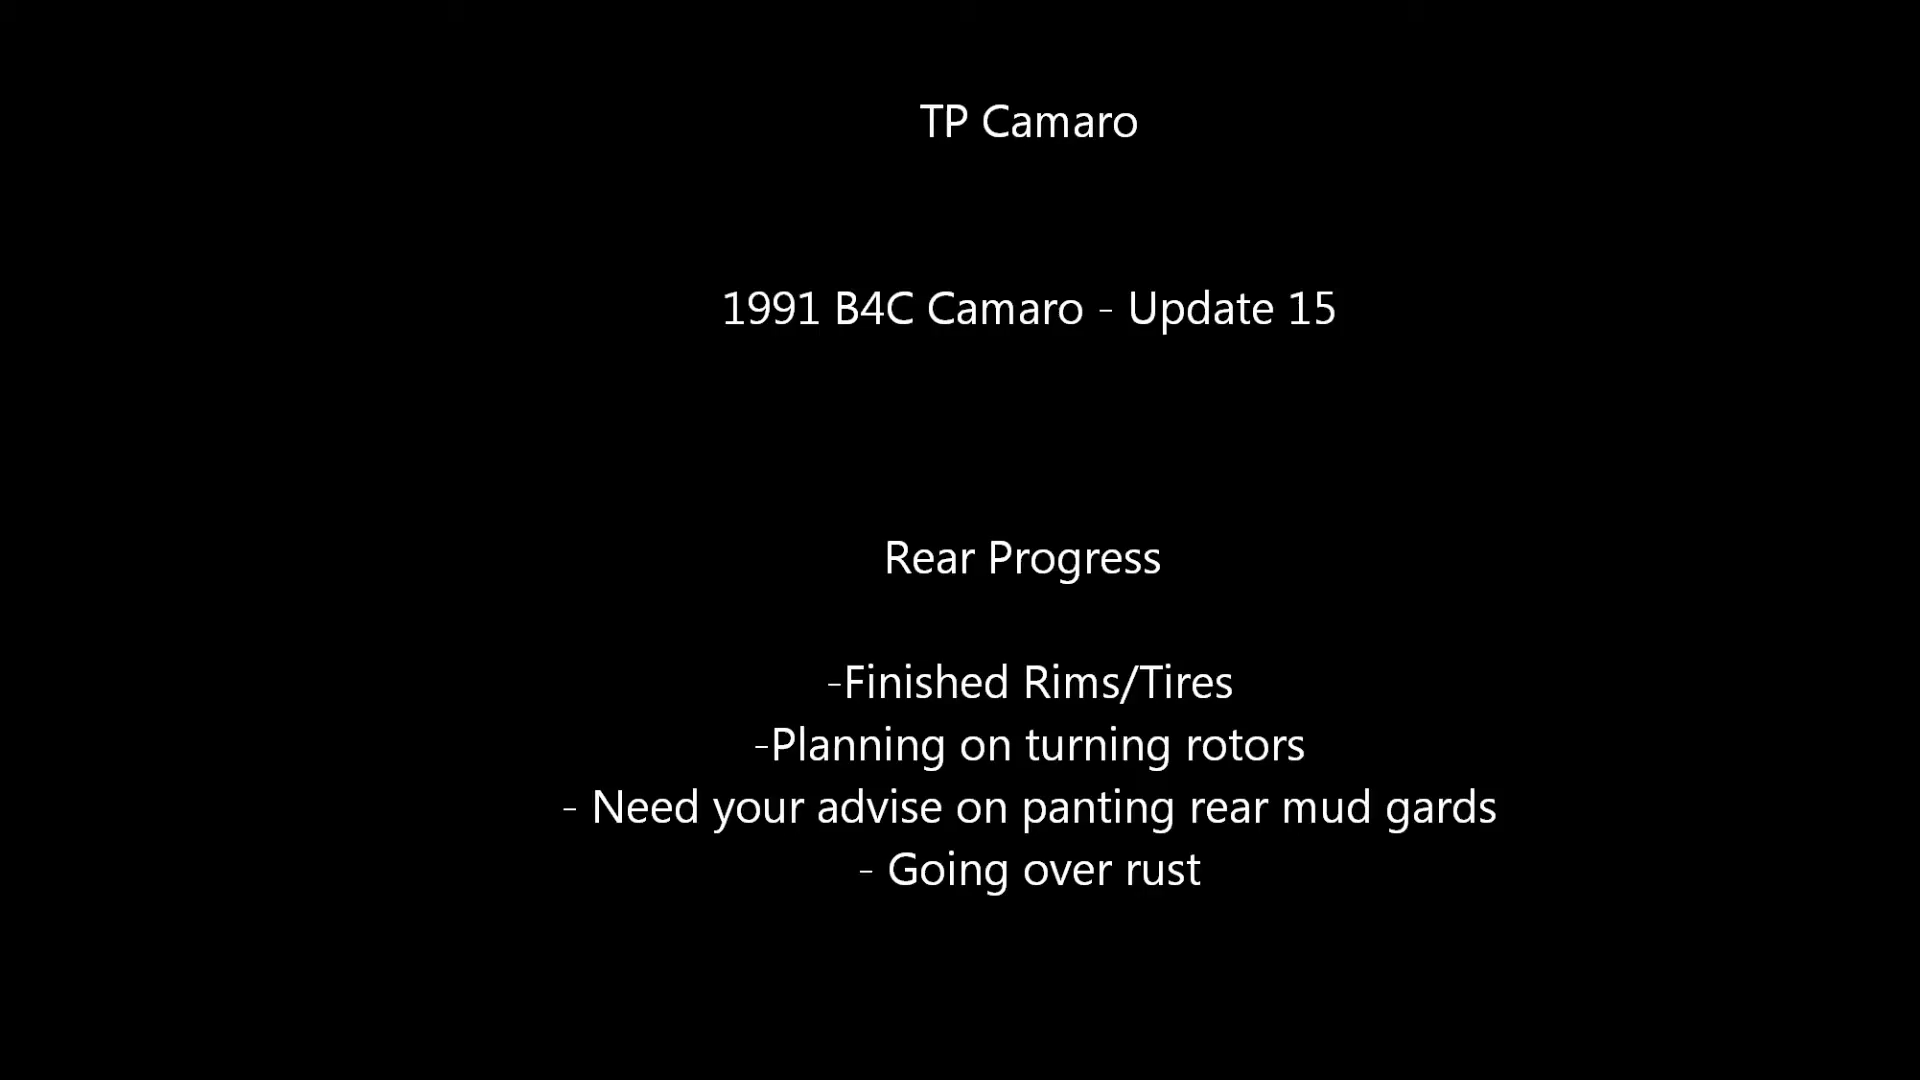 TP Camaro
1991 B4C Camaro - Update 15
Rear Progress
-Finished Rims/Tires
-Planning on turning rotors
- Need your advise on panting rear mud gards
- Going over rust